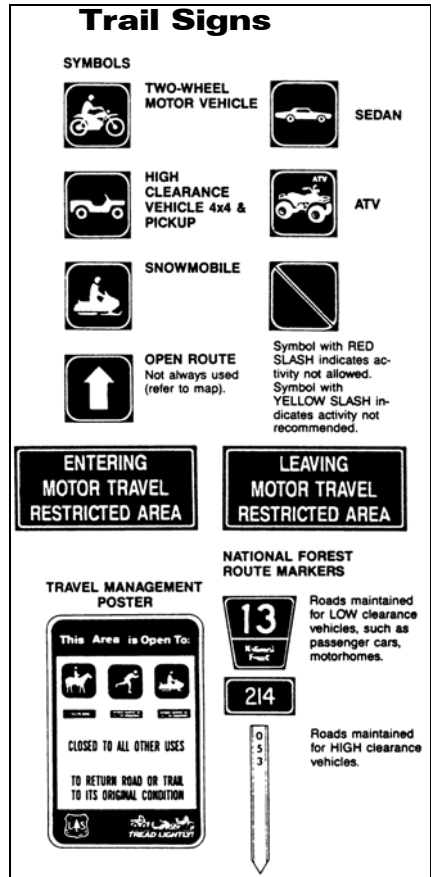 Trail Signs
SYMBOLS
TWO-WHEEL
MOTOR VEHICLE
SEDAN
HIGH
CLEARANCE
VEHICLE 4x4 &
PICKUP
ATV
ATV
SNOWMOBILE
OPEN ROUTE
Not always used
(refer to map).
Symbol with RED
SLASH indicates ac-
tivity not allowed.
Symbol with
YELLOW SLASH in-
dicates activity not
recommended.
ENTERING
MOTOR TRAVEL
RESTRICTED AREA
LEAVING
MOTOR TRAVEL
RESTRICTED AREA
TRAVEL MANAGEMENT
POSTER
This Area is Open To:
CLOSED TO ALL OTHER USES
TO RETURN ROAD OR TRAIL
TO ITS ORIGINAL CONDITION
TREAD LIGHTLY!
NATIONAL FOREST
ROUTE MARKERS
13
National
Forest
Roads maintained
for LOW clearance
vehicles, such as
passenger cars,
motorhomes.
214
0
5
3
Roads maintained
for HIGH clearance
vehicles.